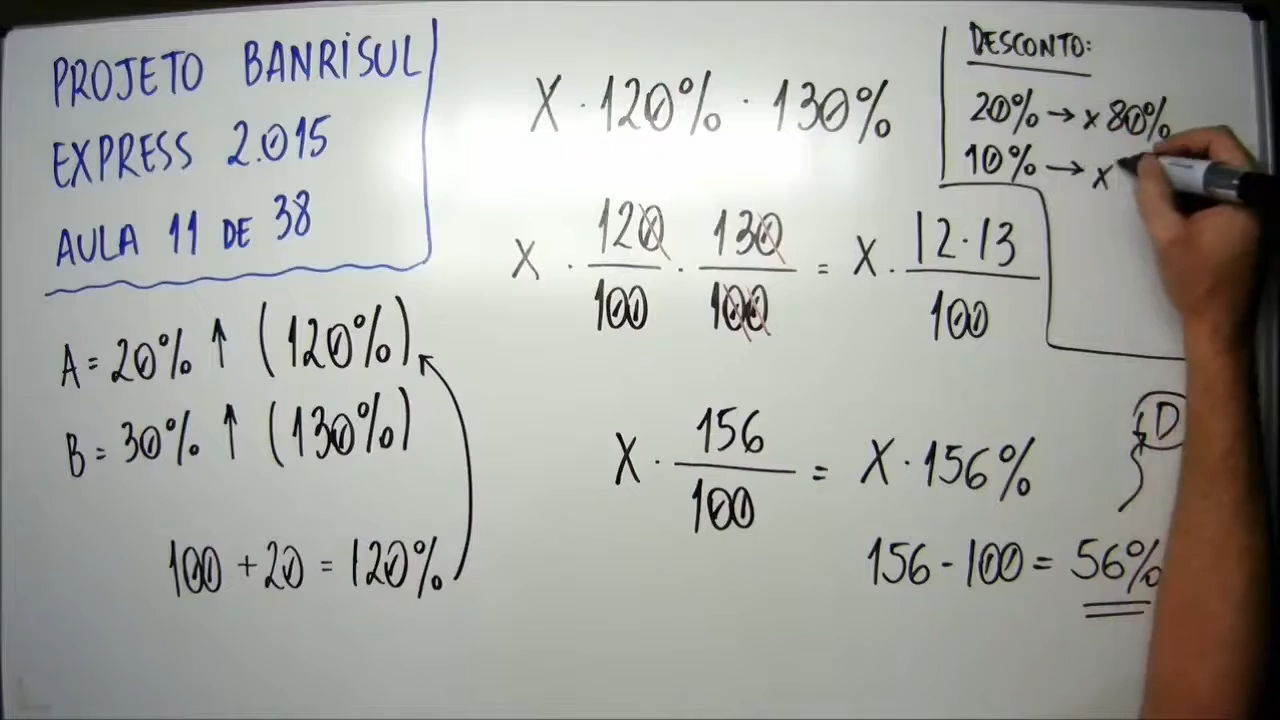 PROJETO BANRISUL
EXPRESS 2.015
AULA 11 DE 38
A = 20% ↑ (120%)
B = 30% ↑ (130%)
100 + 20 = 120%
X · 120% · 130%
X · 120/100 · 130/100 = X · 12·13/100
X · 156/100 = X · 156%
156 - 100 = 56%
D
DESCONTO:
20% → x 80%
10% → x